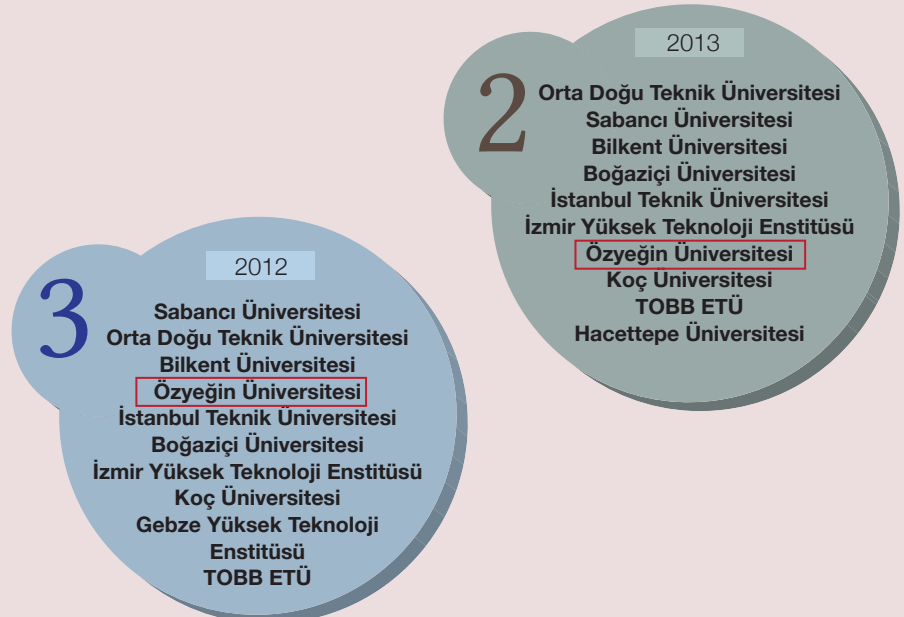 2013
2
Orta Doğu Teknik Üniversitesi
Sabancı Üniversitesi
Bilkent Üniversitesi
Boğaziçi Üniversitesi
İstanbul Teknik Üniversitesi
İzmir Yüksek Teknoloji Enstitüsü
Özyeğin Üniversitesi
Koç Üniversitesi
TOBB ETÜ
Hacettepe Üniversitesi
2012
3
Sabancı Üniversitesi
Orta Doğu Teknik Üniversitesi
Bilkent Üniversitesi
Özyeğin Üniversitesi
İstanbul Teknik Üniversitesi
Boğaziçi Üniversitesi
İzmir Yüksek Teknoloji Enstitüsü
Koç Üniversitesi
Gebze Yüksek Teknoloji
Enstitüsü
TOBB ETÜ